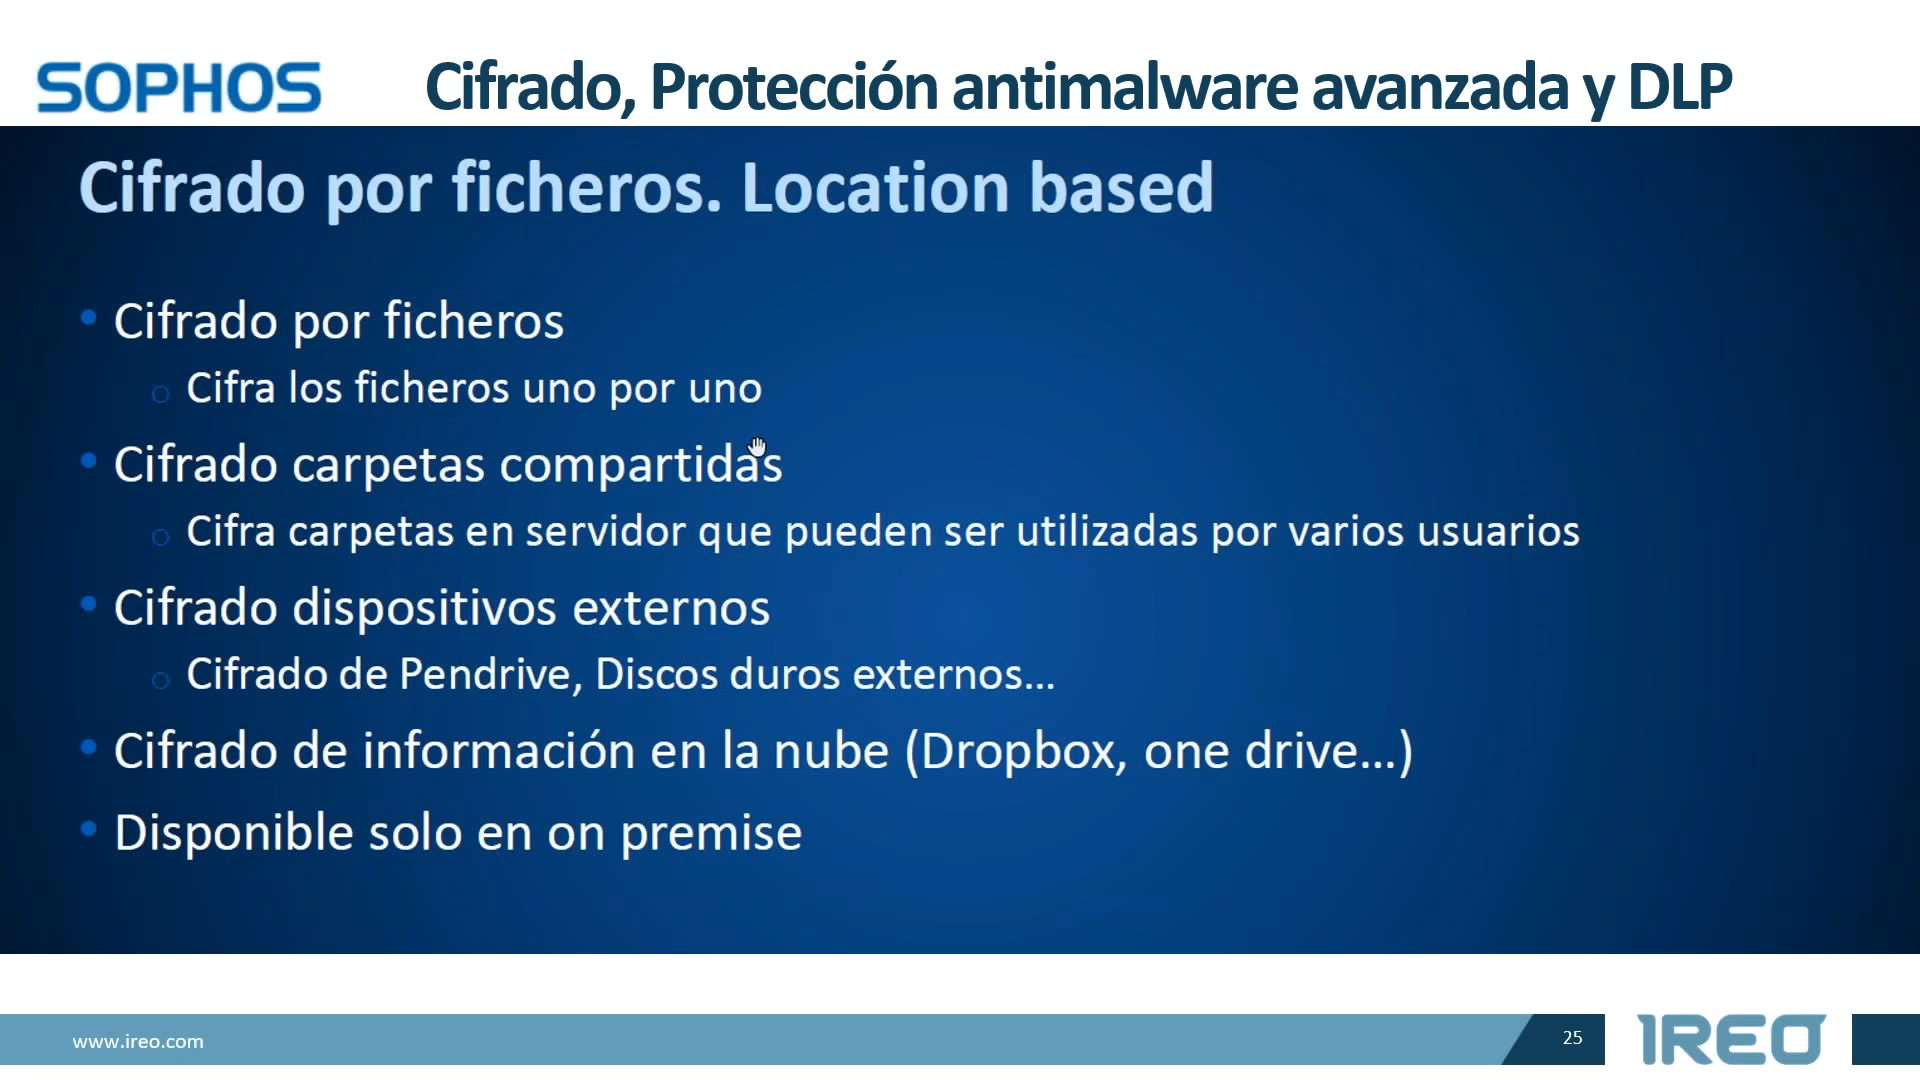 SOPHOS
Cifrado, Protección antimalware avanzada y DLP
Cifrado por ficheros. Location based
• Cifrado por ficheros
○ Cifra los ficheros uno por uno
• Cifrado carpetas compartidas
○ Cifra carpetas en servidor que pueden ser utilizadas por varios usuarios
• Cifrado dispositivos externos
○ Cifrado de Pendrive, Discos duros externos...
• Cifrado de información en la nube (Dropbox, one drive...)
• Disponible solo en on premise
www.ireo.com
25
IREO